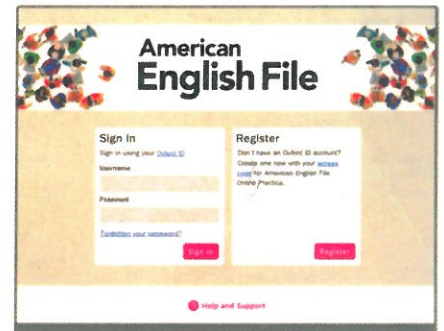 American
English File
Sign In
Sign in using your Oxford ID
Username
Password
Forgotten your password?
Sign in
Register
Don't have an Oxford ID account?
Create one now with your access
code for American English File
Online Practice.
Register
Help and Support